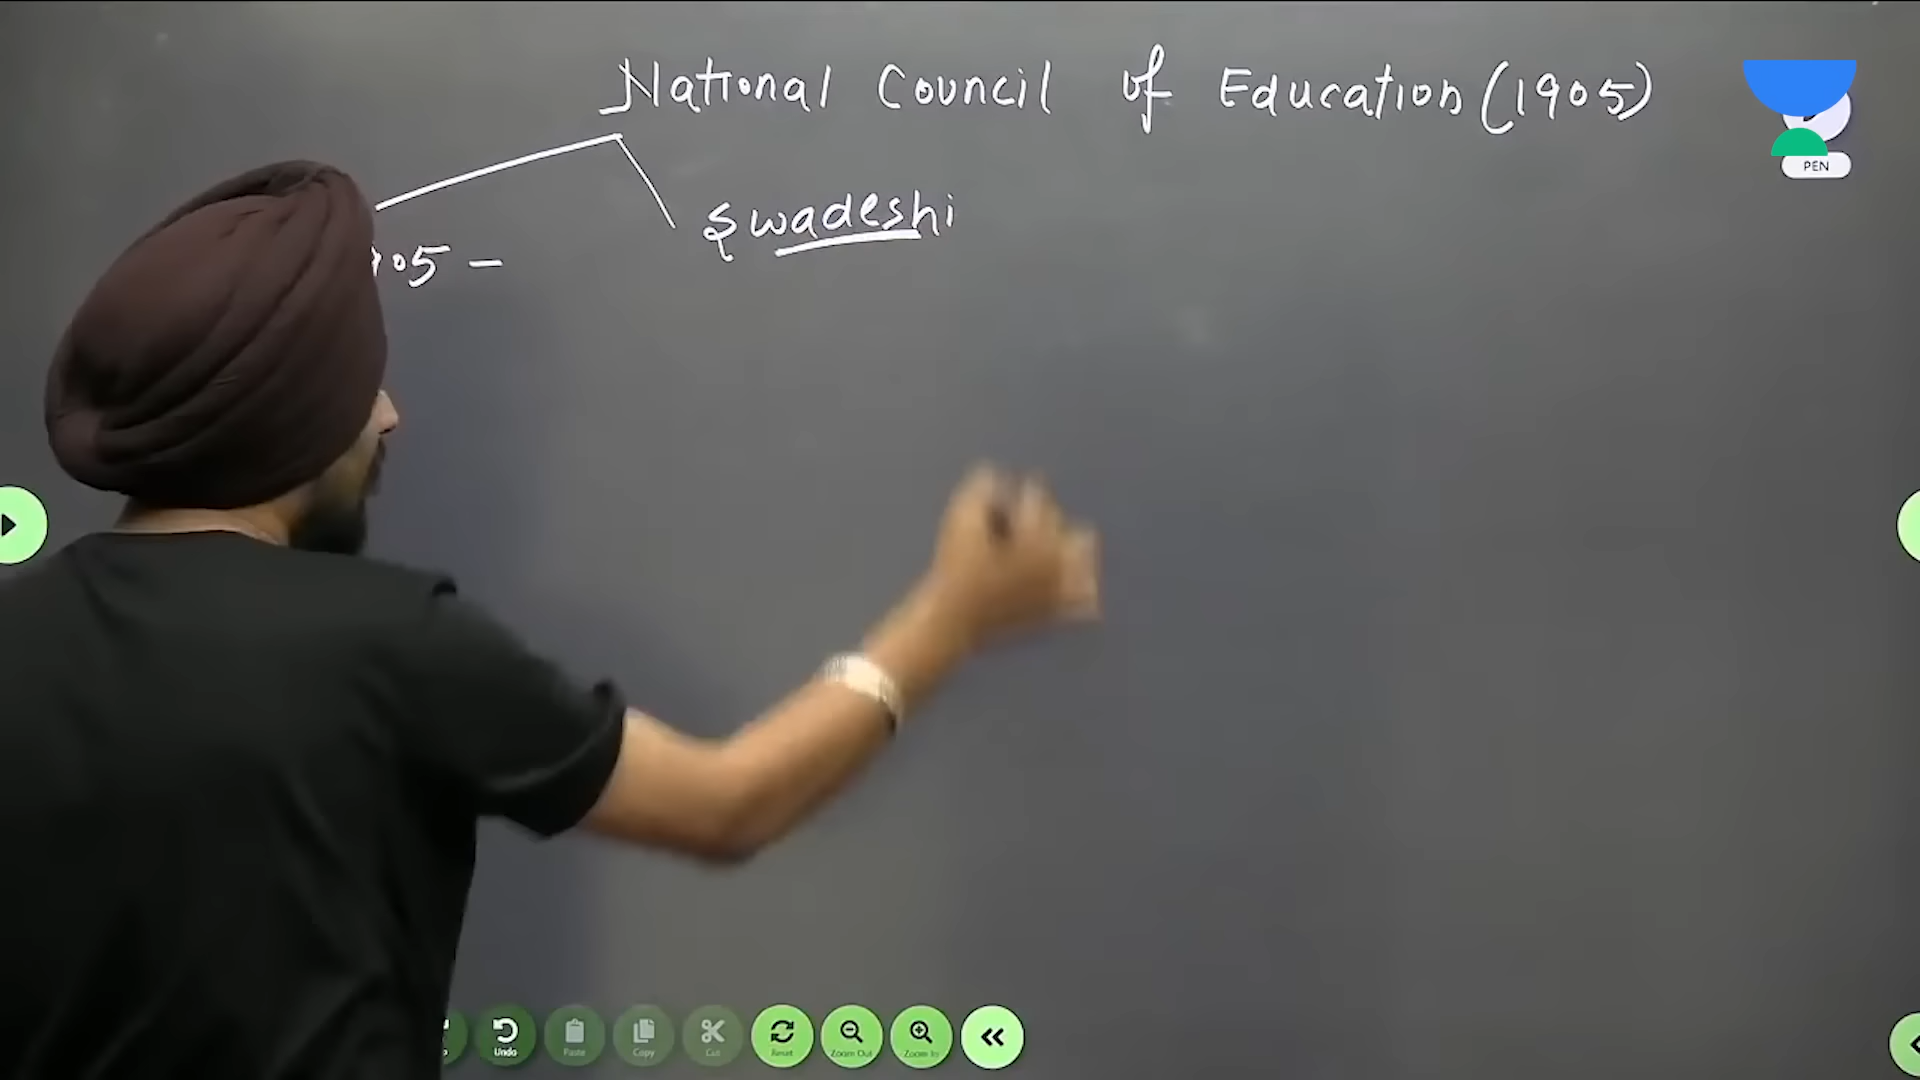 National Council of Education (1905)
Swadeshi
05 -
PEN
Undo
Paste
Copy
Cut
Reset
Zoom Out
Zoom In